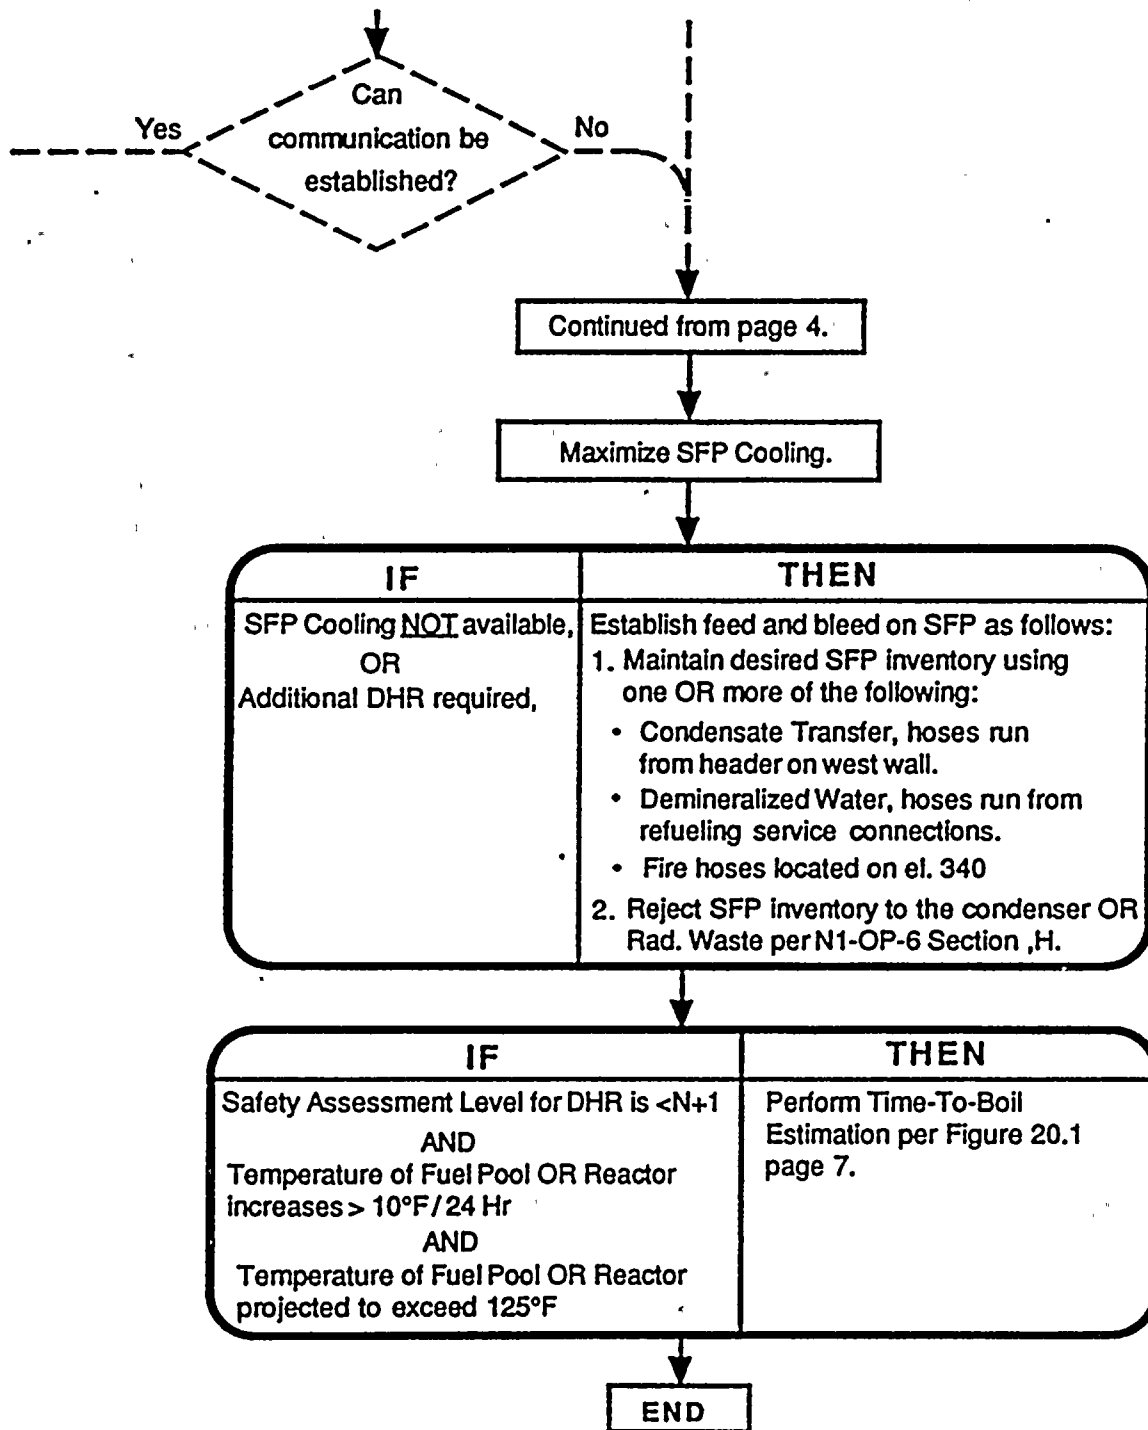 Can
communication be
established?
Yes
No
Continued from page 4.
Maximize SFP Cooling.
IF
THEN
SFP Cooling NOT available,
OR
Additional DHR required,
Establish feed and bleed on SFP as follows:
1. Maintain desired SFP inventory using
one OR more of the following:
• Condensate Transfer, hoses run
from header on west wall.
• Demineralized Water, hoses run from
refueling service connections.
• Fire hoses located on el. 340
2. Reject SFP inventory to the condenser OR
Rad. Waste per N1-OP-6 Section ,H.
IF
THEN
Safety Assessment Level for DHR is <N+1
AND
Temperature of Fuel Pool OR Reactor
increases > 10°F/ 24 Hr
AND
Temperature of Fuel Pool OR Reactor
projected to exceed 125°F
Perform Time-To-Boil
Estimation per Figure 20.1
page 7.
END